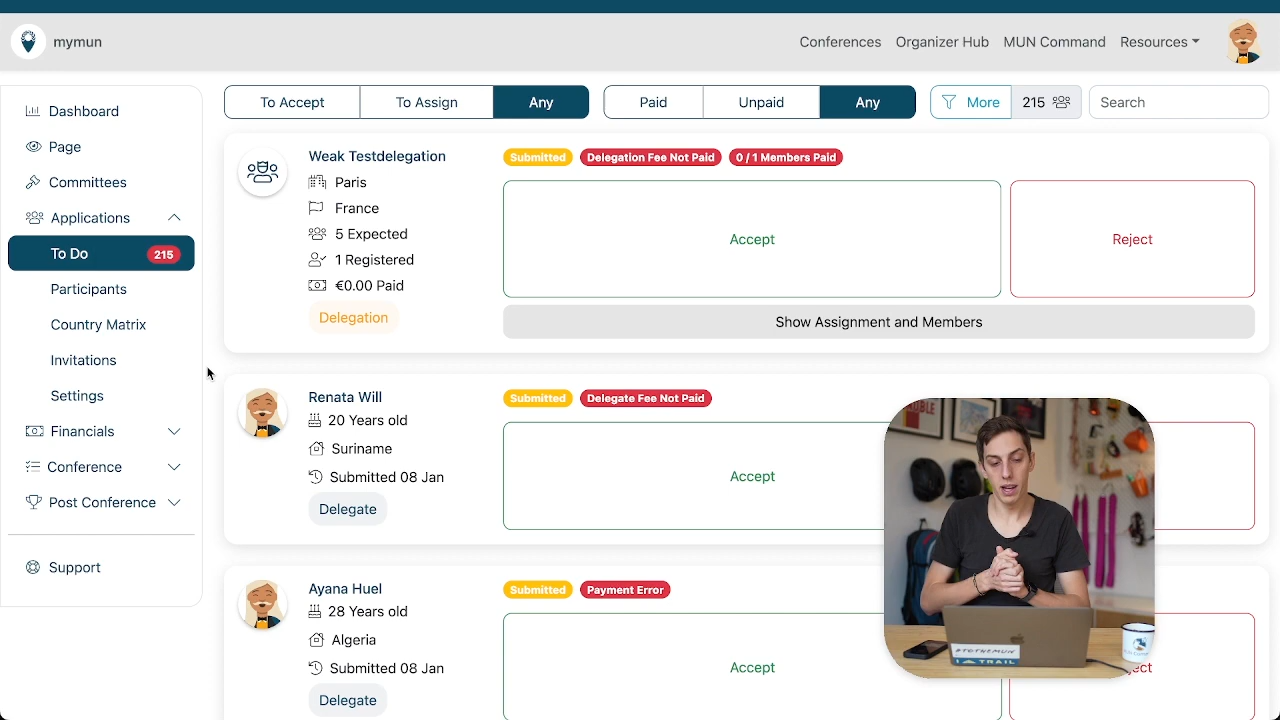 mymun
Conferences
Organizer Hub
MUN Command
Resources
Dashboard
Page
Committees
Applications
To Do
215
Participants
Country Matrix
Invitations
Settings
Financials
Conference
Post Conference
Support
To Accept
To Assign
Any
Paid
Unpaid
Any
More
215
Search
Weak Testdelegation
Paris
France
5 Expected
1 Registered
€0.00 Paid
Delegation
Submitted
Delegation Fee Not Paid
0 / 1 Members Paid
Accept
Reject
Show Assignment and Members
Renata Will
20 Years old
Suriname
Submitted 08 Jan
Delegate
Submitted
Delegate Fee Not Paid
Accept
Ayana Huel
28 Years old
Algeria
Submitted 08 Jan
Delegate
Submitted
Payment Error
Accept
ect
#TOTHEMUN
TRAIL